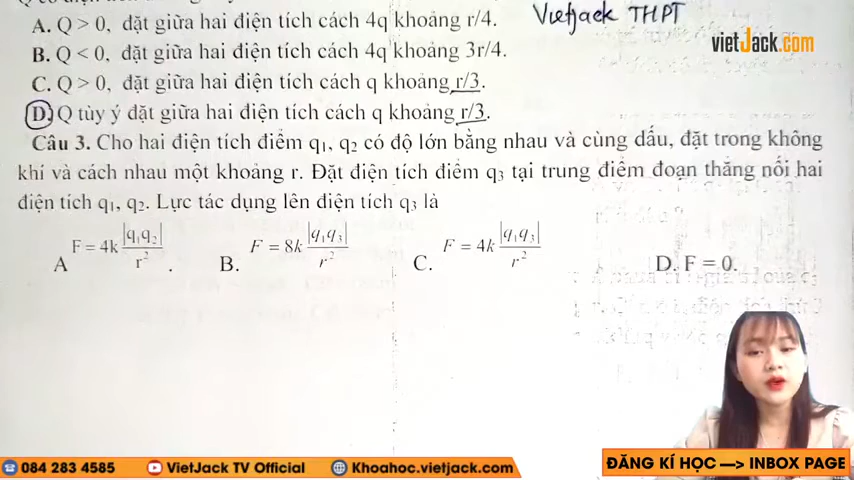 A. Q > 0, đặt giữa hai điện tích cách 4q khoảng r/4.
VietJack THPT
vietJack.com
B. Q < 0, đặt giữa hai điện tích cách 4q khoảng 3r/4.
C. Q > 0, đặt giữa hai điện tích cách q khoảng r/3.
D. Q tùy ý đặt giữa hai điện tích cách q khoảng r/3.
Câu 3. Cho hai điện tích điểm q₁, q₂ có độ lớn bằng nhau và cùng dấu, đặt trong không
khí và cách nhau một khoảng r. Đặt điện tích điểm q₃ tại trung điểm đoạn thẳng nối hai
điện tích q₁, q₂. Lực tác dụng lên điện tích q₃ là
A F = 4k |q₁q₂| / r² . B. F = 8k |q₁q₃| / r² C. F = 4k |q₁q₃| / r² D. F = 0.
084 283 4585 VietJack TV Official Khoahoc.vietjack.com
ĐĂNG KÍ HỌC —> INBOX PAGE